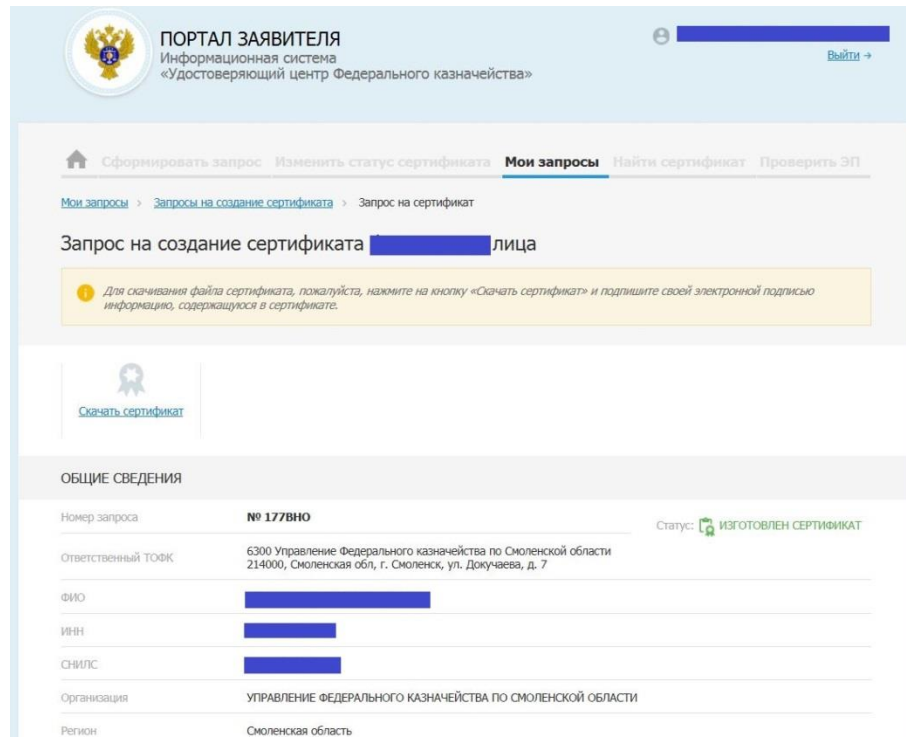 ПОРТАЛ ЗАЯВИТЕЛЯ
Информационная система
«Удостоверяющий центр Федерального казначейства»
Выйти →
Сформировать запрос Изменить статус сертификата Мои запросы Найти сертификат Проверить ЭП
Мои запросы > Запросы на создание сертификата > Запрос на сертификат
Запрос на создание сертификата лица
Для скачивания файла сертификата, пожалуйста, нажмите на кнопку «Скачать сертификат» и подпишите своей электронной подписью
информацию, содержащуюся в сертификате.
Скачать сертификат
ОБЩИЕ СВЕДЕНИЯ
Номер запроса № 177ВНО Статус: ИЗГОТОВЛЕН СЕРТИФИКАТ
Ответственный ТОФК 6300 Управление Федерального казначейства по Смоленской области
214000, Смоленская обл, г. Смоленск, ул. Докучаева, д. 7
ФИО
ИНН
СНИЛС
Организация УПРАВЛЕНИЕ ФЕДЕРАЛЬНОГО КАЗНАЧЕЙСТВА ПО СМОЛЕНСКОЙ ОБЛАСТИ
Регион Смоленская область